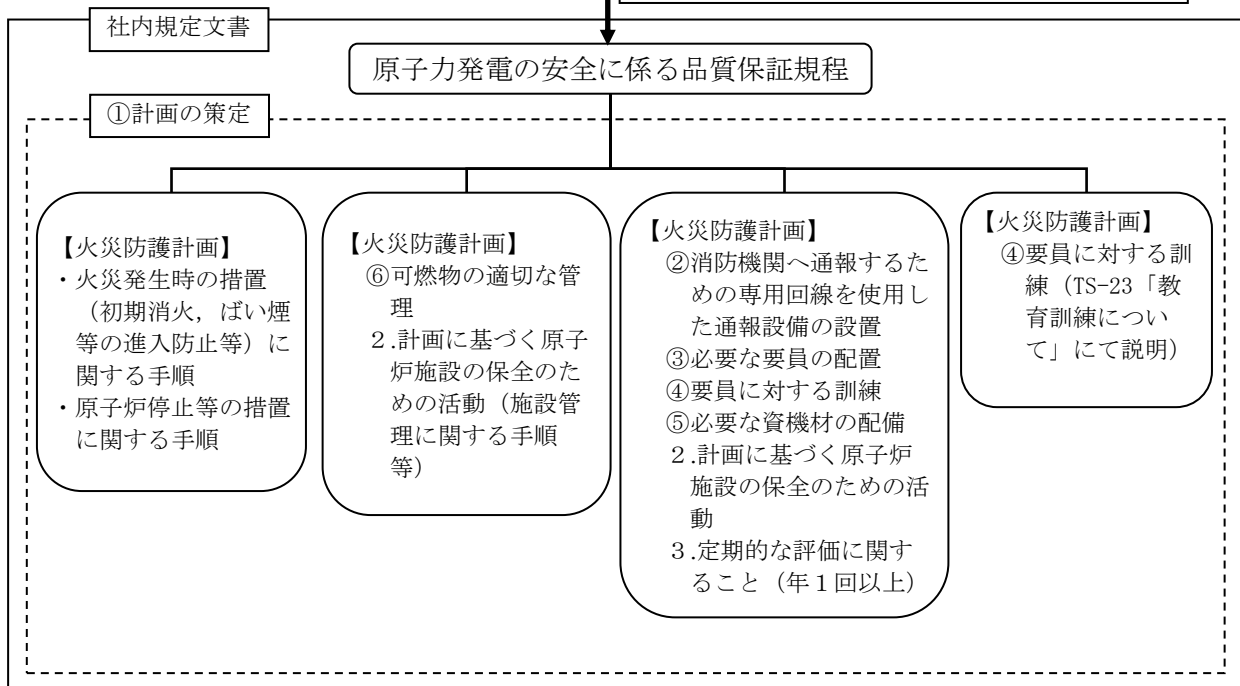 社内規定文書
原子力発電の安全に係る品質保証規程
①計画の策定
【火災防護計画】
・火災発生時の措置
（初期消火，ばい煙
等の進入防止等）に
関する手順
・原子炉停止等の措置
に関する手順
【火災防護計画】
⑥可燃物の適切な管
理
２.計画に基づく原子
炉施設の保全のた
めの活動（施設管
理に関する手順
等）
【火災防護計画】
②消防機関へ通報するた
めの専用回線を使用し
た通報設備の設置
③必要な要員の配置
④要員に対する訓練
⑤必要な資機材の配備
２.計画に基づく原子炉
施設の保全のための活
動
３.定期的な評価に関す
ること（年１回以上）
【火災防護計画】
④要員に対する訓
練（TS-23「教
育訓練につい
て」にて説明）